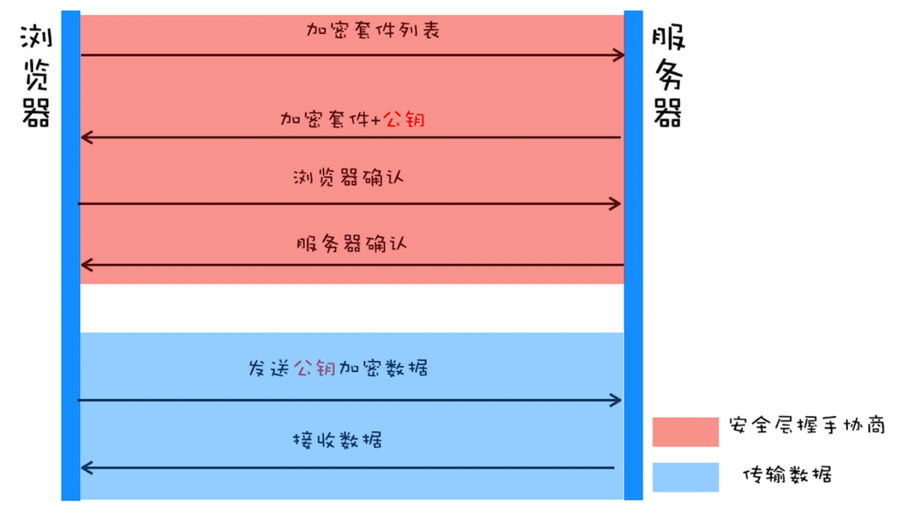 浏览器
服务器
加密套件列表
加密套件+公钥
浏览器确认
服务器确认
发送公钥加密数据
接收数据
安全层握手协商
传输数据